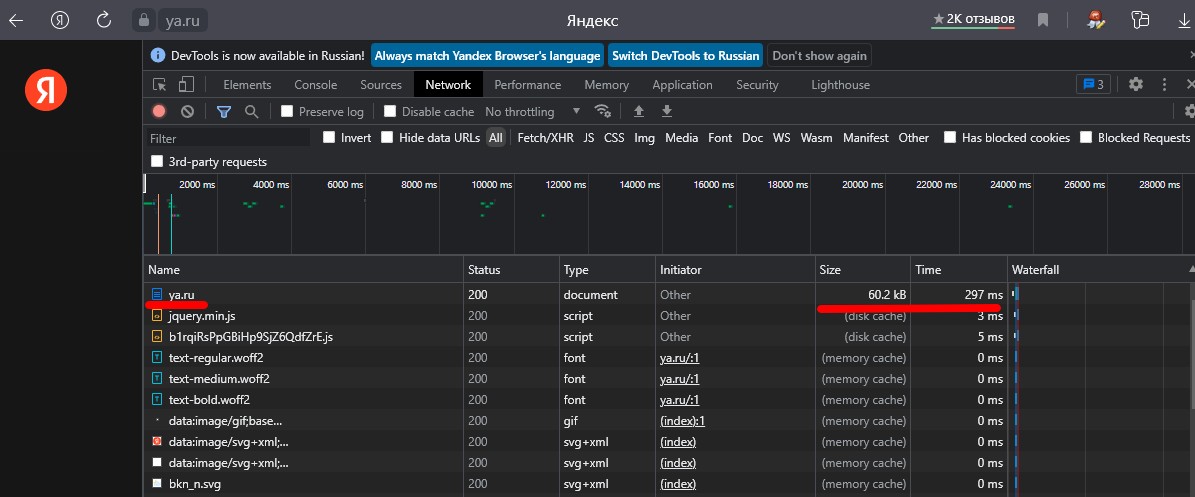 Я ya.ru Яндекс ★ 2К отзывов
Я
DevTools is now available in Russian! Always match Yandex Browser's language Switch DevTools to Russian Don't show again
Elements Console Sources Network Performance Memory Application Security Lighthouse 3
Preserve log Disable cache No throttling
Filter Invert Hide data URLs All Fetch/XHR JS CSS Img Media Font Doc WS Wasm Manifest Other Has blocked cookies Blocked Requests
3rd-party requests
2000 ms 4000 ms 6000 ms 8000 ms 10000 ms 12000 ms 14000 ms 16000 ms 18000 ms 20000 ms 22000 ms 24000 ms 26000 ms 28000 ms
Name Status Type Initiator Size Time Waterfall
ya.ru 200 document Other 60.2 kB 297 ms
jquery.min.js 200 script Other (disk cache) 3 ms
b1rqiRsPpGBiHp9SjZ6QdfZrE.js 200 script Other (disk cache) 5 ms
text-regular.woff2 200 font ya.ru/:1 (memory cache) 0 ms
text-medium.woff2 200 font ya.ru/:1 (memory cache) 0 ms
text-bold.woff2 200 font ya.ru/:1 (memory cache) 0 ms
data:image/gif;base... 200 gif (index):1 (memory cache) 0 ms
data:image/svg+xml;... 200 svg+xml (index) (memory cache) 0 ms
data:image/svg+xml;... 200 svg+xml (index) (memory cache) 0 ms
bkn_n.svg 200 svg+xml (index) (memory cache) 0 ms